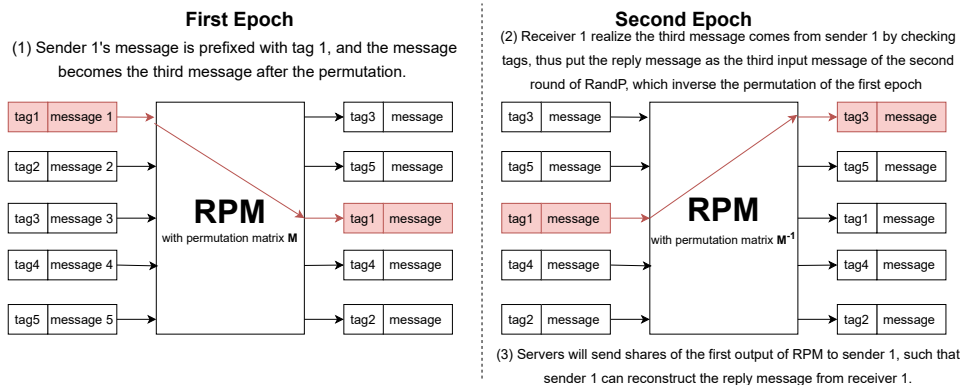 First Epoch
(1) Sender 1's message is prefixed with tag 1, and the message
becomes the third message after the permutation.
tag1 message 1
tag2 message 2
tag3 message 3
tag4 message 4
tag5 message 5
RPM
with permutation matrix M
tag3 message
tag5 message
tag1 message
tag4 message
tag2 message
Second Epoch
(2) Receiver 1 realize the third message comes from sender 1 by checking
tags, thus put the reply message as the third input message of the second
round of RandP, which inverse the permutation of the first epoch
tag3 message
tag5 message
tag1 message
tag4 message
tag2 message
RPM
with permutation matrix M-1
tag3 message
tag5 message
tag1 message
tag4 message
tag2 message
(3) Servers will send shares of the first output of RPM to sender 1, such that
sender 1 can reconstruct the reply message from receiver 1.